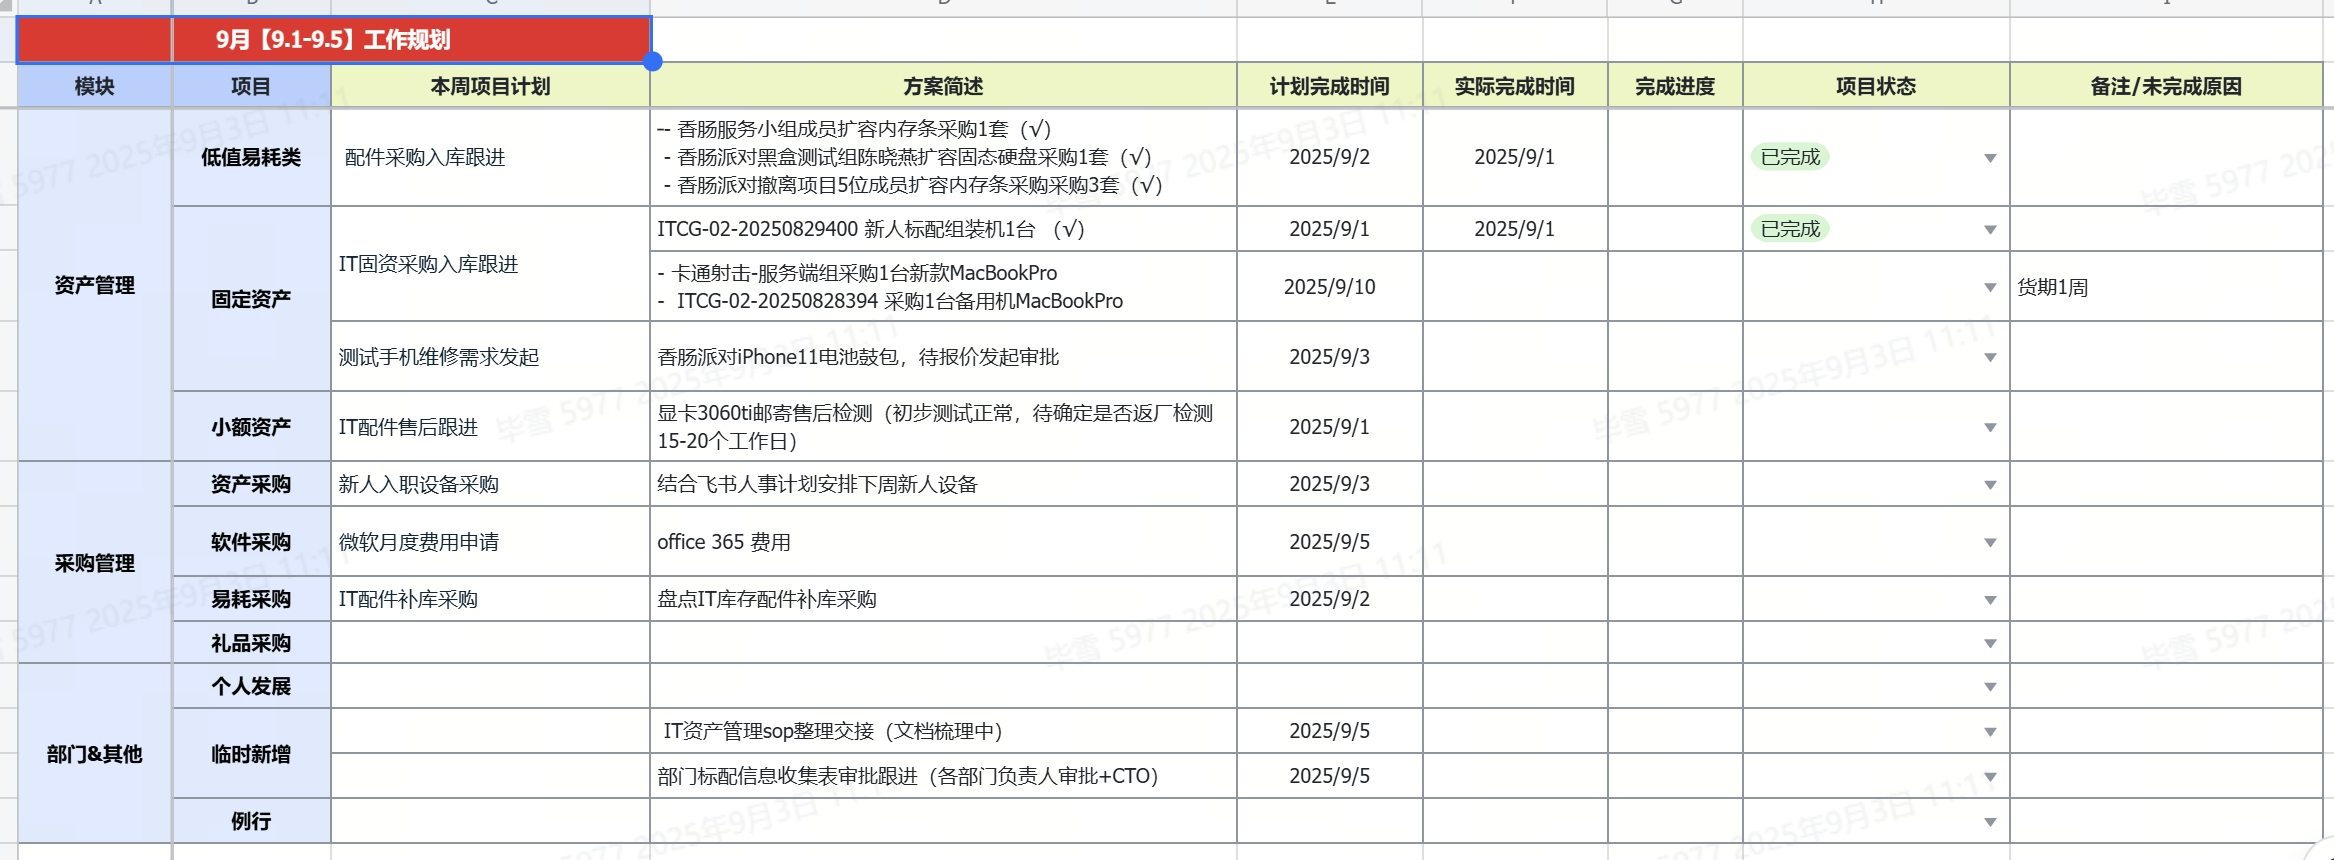 9月【9.1-9.5】工作规划
模块 项目 本周项目计划 方案简述 计划完成时间 实际完成时间 完成进度 项目状态 备注/未完成原因
资产管理
低值易耗类 配件采购入库跟进
-- 香肠服务小组成员扩容内存条采购1套（√）
- 香肠派对黑盒测试组陈晓燕扩容固态硬盘采购1套（√）
- 香肠派对撤离项目5位成员扩容内存条采购采购3套（√）
2025/9/2 2025/9/1 已完成
固定资产
IT固资采购入库跟进
ITCG-02-20250829400 新人标配组装机1台 （√） 2025/9/1 2025/9/1 已完成
- 卡通射击-服务端组采购1台新款MacBookPro
- ITCG-02-20250828394 采购1台备用机MacBookPro
2025/9/10 货期1周
测试手机维修需求发起 香肠派对iPhone11电池鼓包，待报价发起审批 2025/9/3
小额资产 IT配件售后跟进
显卡3060ti邮寄售后检测（初步测试正常，待确定是否返厂检测
15-20个工作日）
2025/9/1
采购管理
资产采购 新人入职设备采购 结合飞书人事计划安排下周新人设备 2025/9/3
软件采购 微软月度费用申请 office 365 费用 2025/9/5
易耗采购 IT配件补库采购 盘点IT库存配件补库采购 2025/9/2
礼品采购
部门&其他
个人发展
临时新增
IT资产管理sop整理交接（文档梳理中） 2025/9/5
部门标配信息收集表审批跟进（各部门负责人审批+CTO） 2025/9/5
例行
毕雪 5977 2025年9月3日 11:11